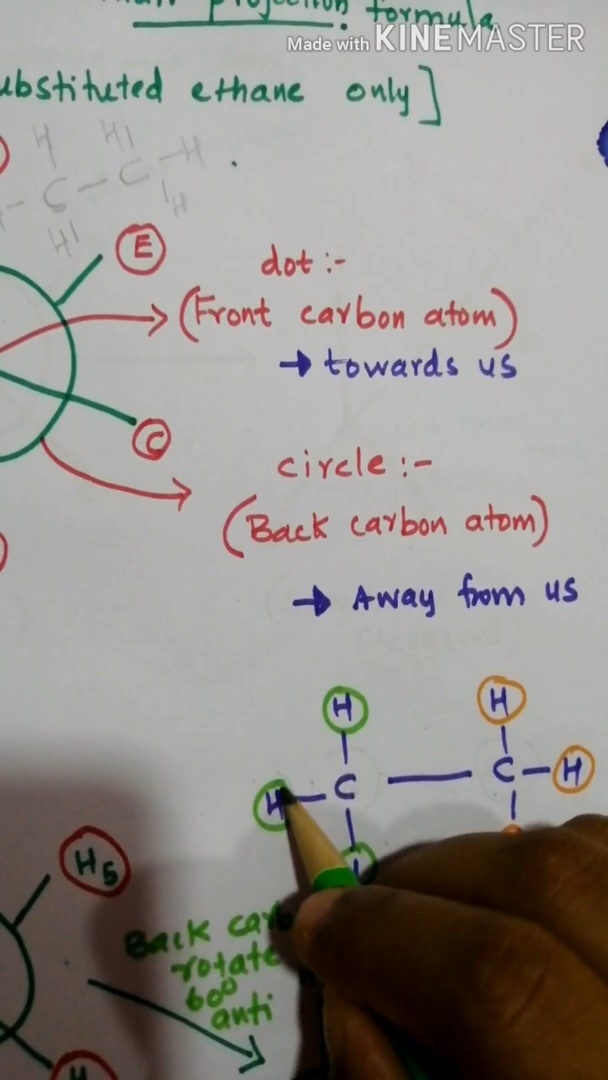 projection formula
Made with KINEMASTER
ubstituted ethane only]
H H
C - C - H
H H
E
dot :-
(Front carbon atom)
→ towards us
C
circle :-
(Back carbon atom)
→ Away from us
H H
H - C - C - H
H5
Back
rotate
60°
anti
H